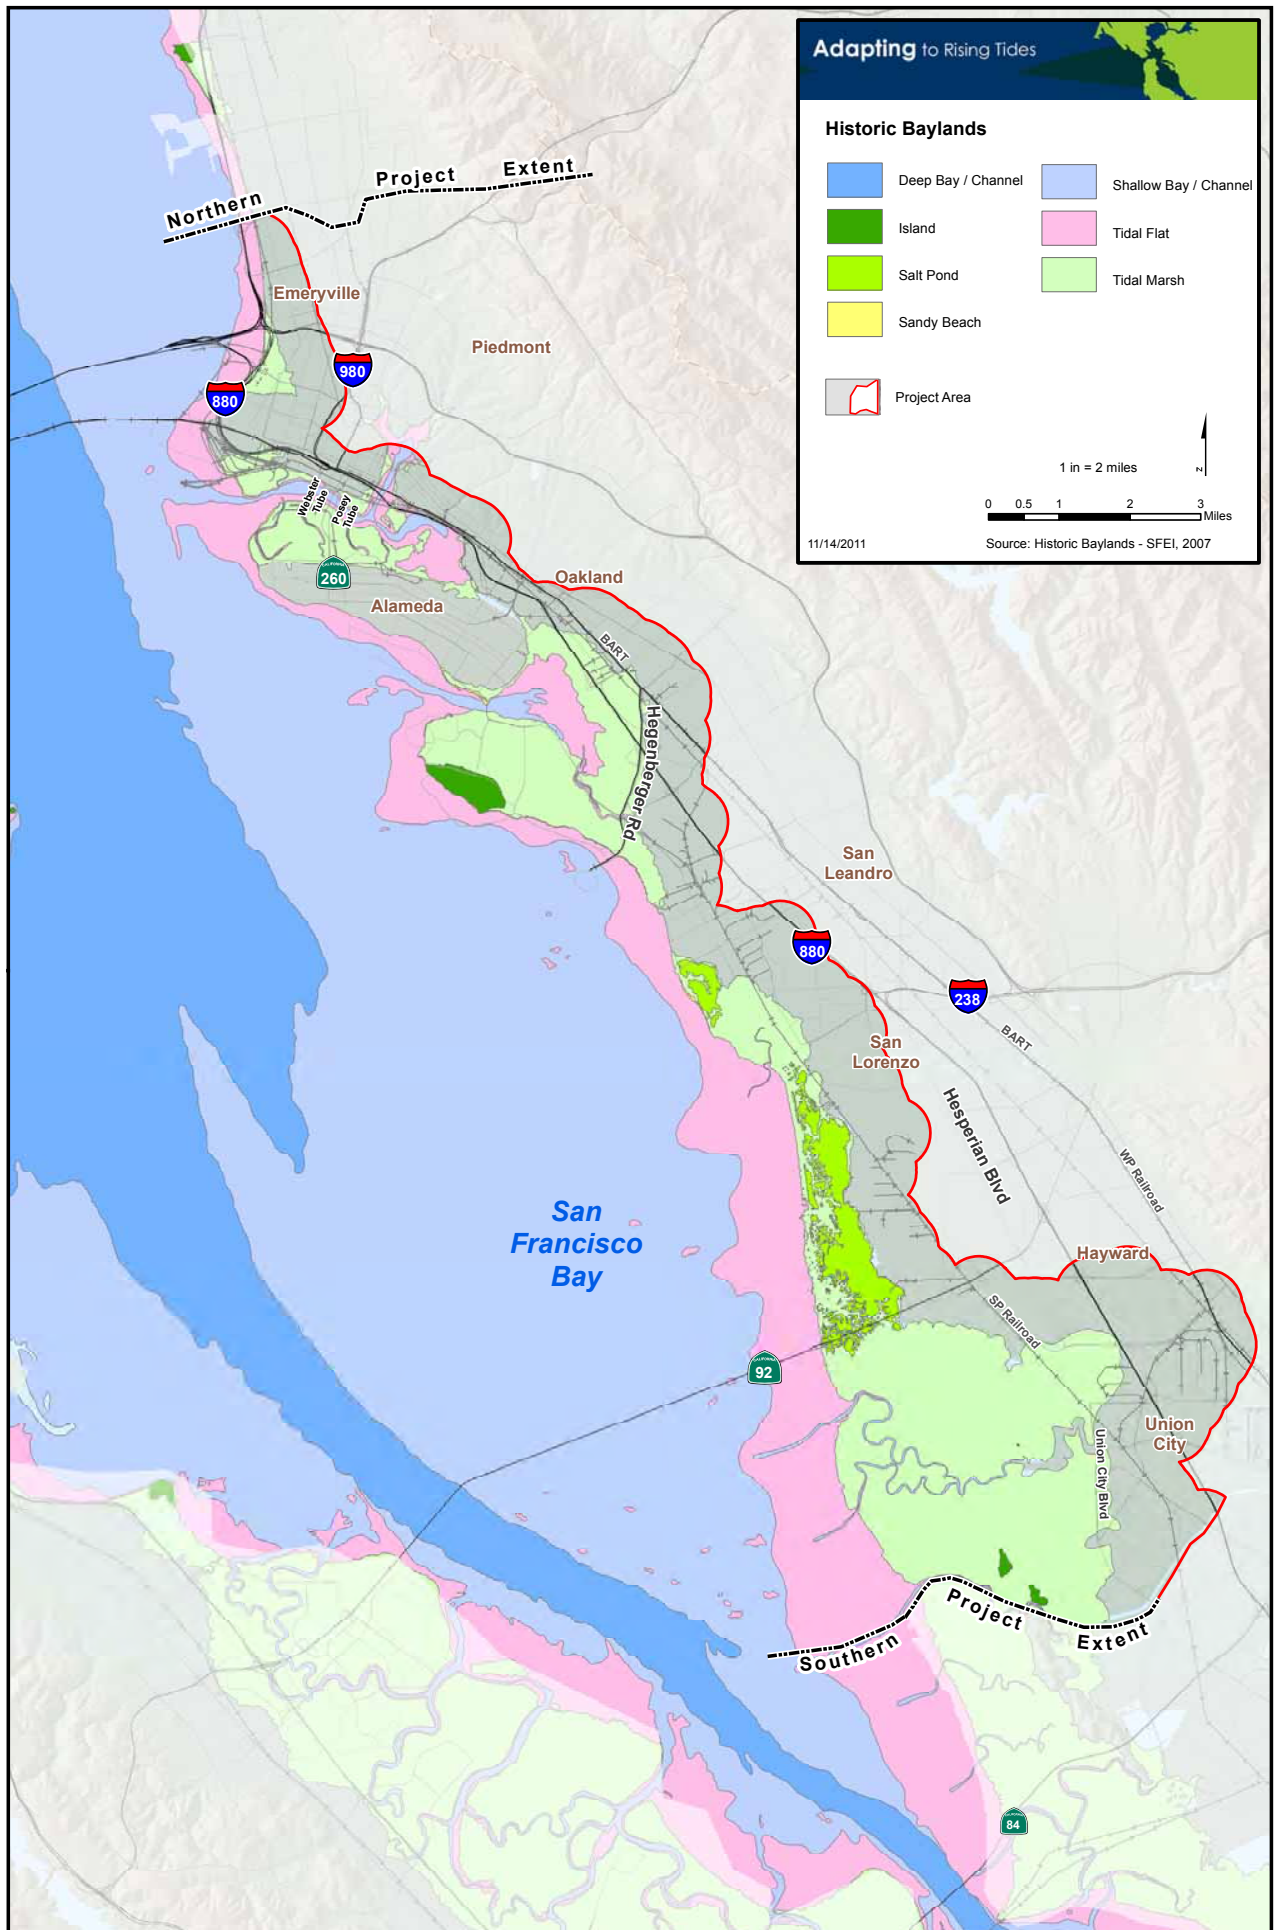 Adapting to Rising Tides
Historic Baylands
Deep Bay / Channel
Shallow Bay / Channel
Island
Tidal Flat
Salt Pond
Tidal Marsh
Sandy Beach
Project Area
1 in = 2 miles
N
0 0.5 1 2 3
Miles
11/14/2011
Source: Historic Baylands - SFEI, 2007
Northern Project Extent
Emeryville
Piedmont
980
880
Webster
Tube
Posey
Tube
CALIFORNIA
260
Oakland
Alameda
BART
Hegenberger Rd
San
Leandro
880
238
BART
San
Lorenzo
Hesperian Blvd
WP Railroad
San
Francisco
Bay
Hayward
SP Railroad
CALIFORNIA
92
Union
City
Union City Blvd
Southern Project Extent
CALIFORNIA
84